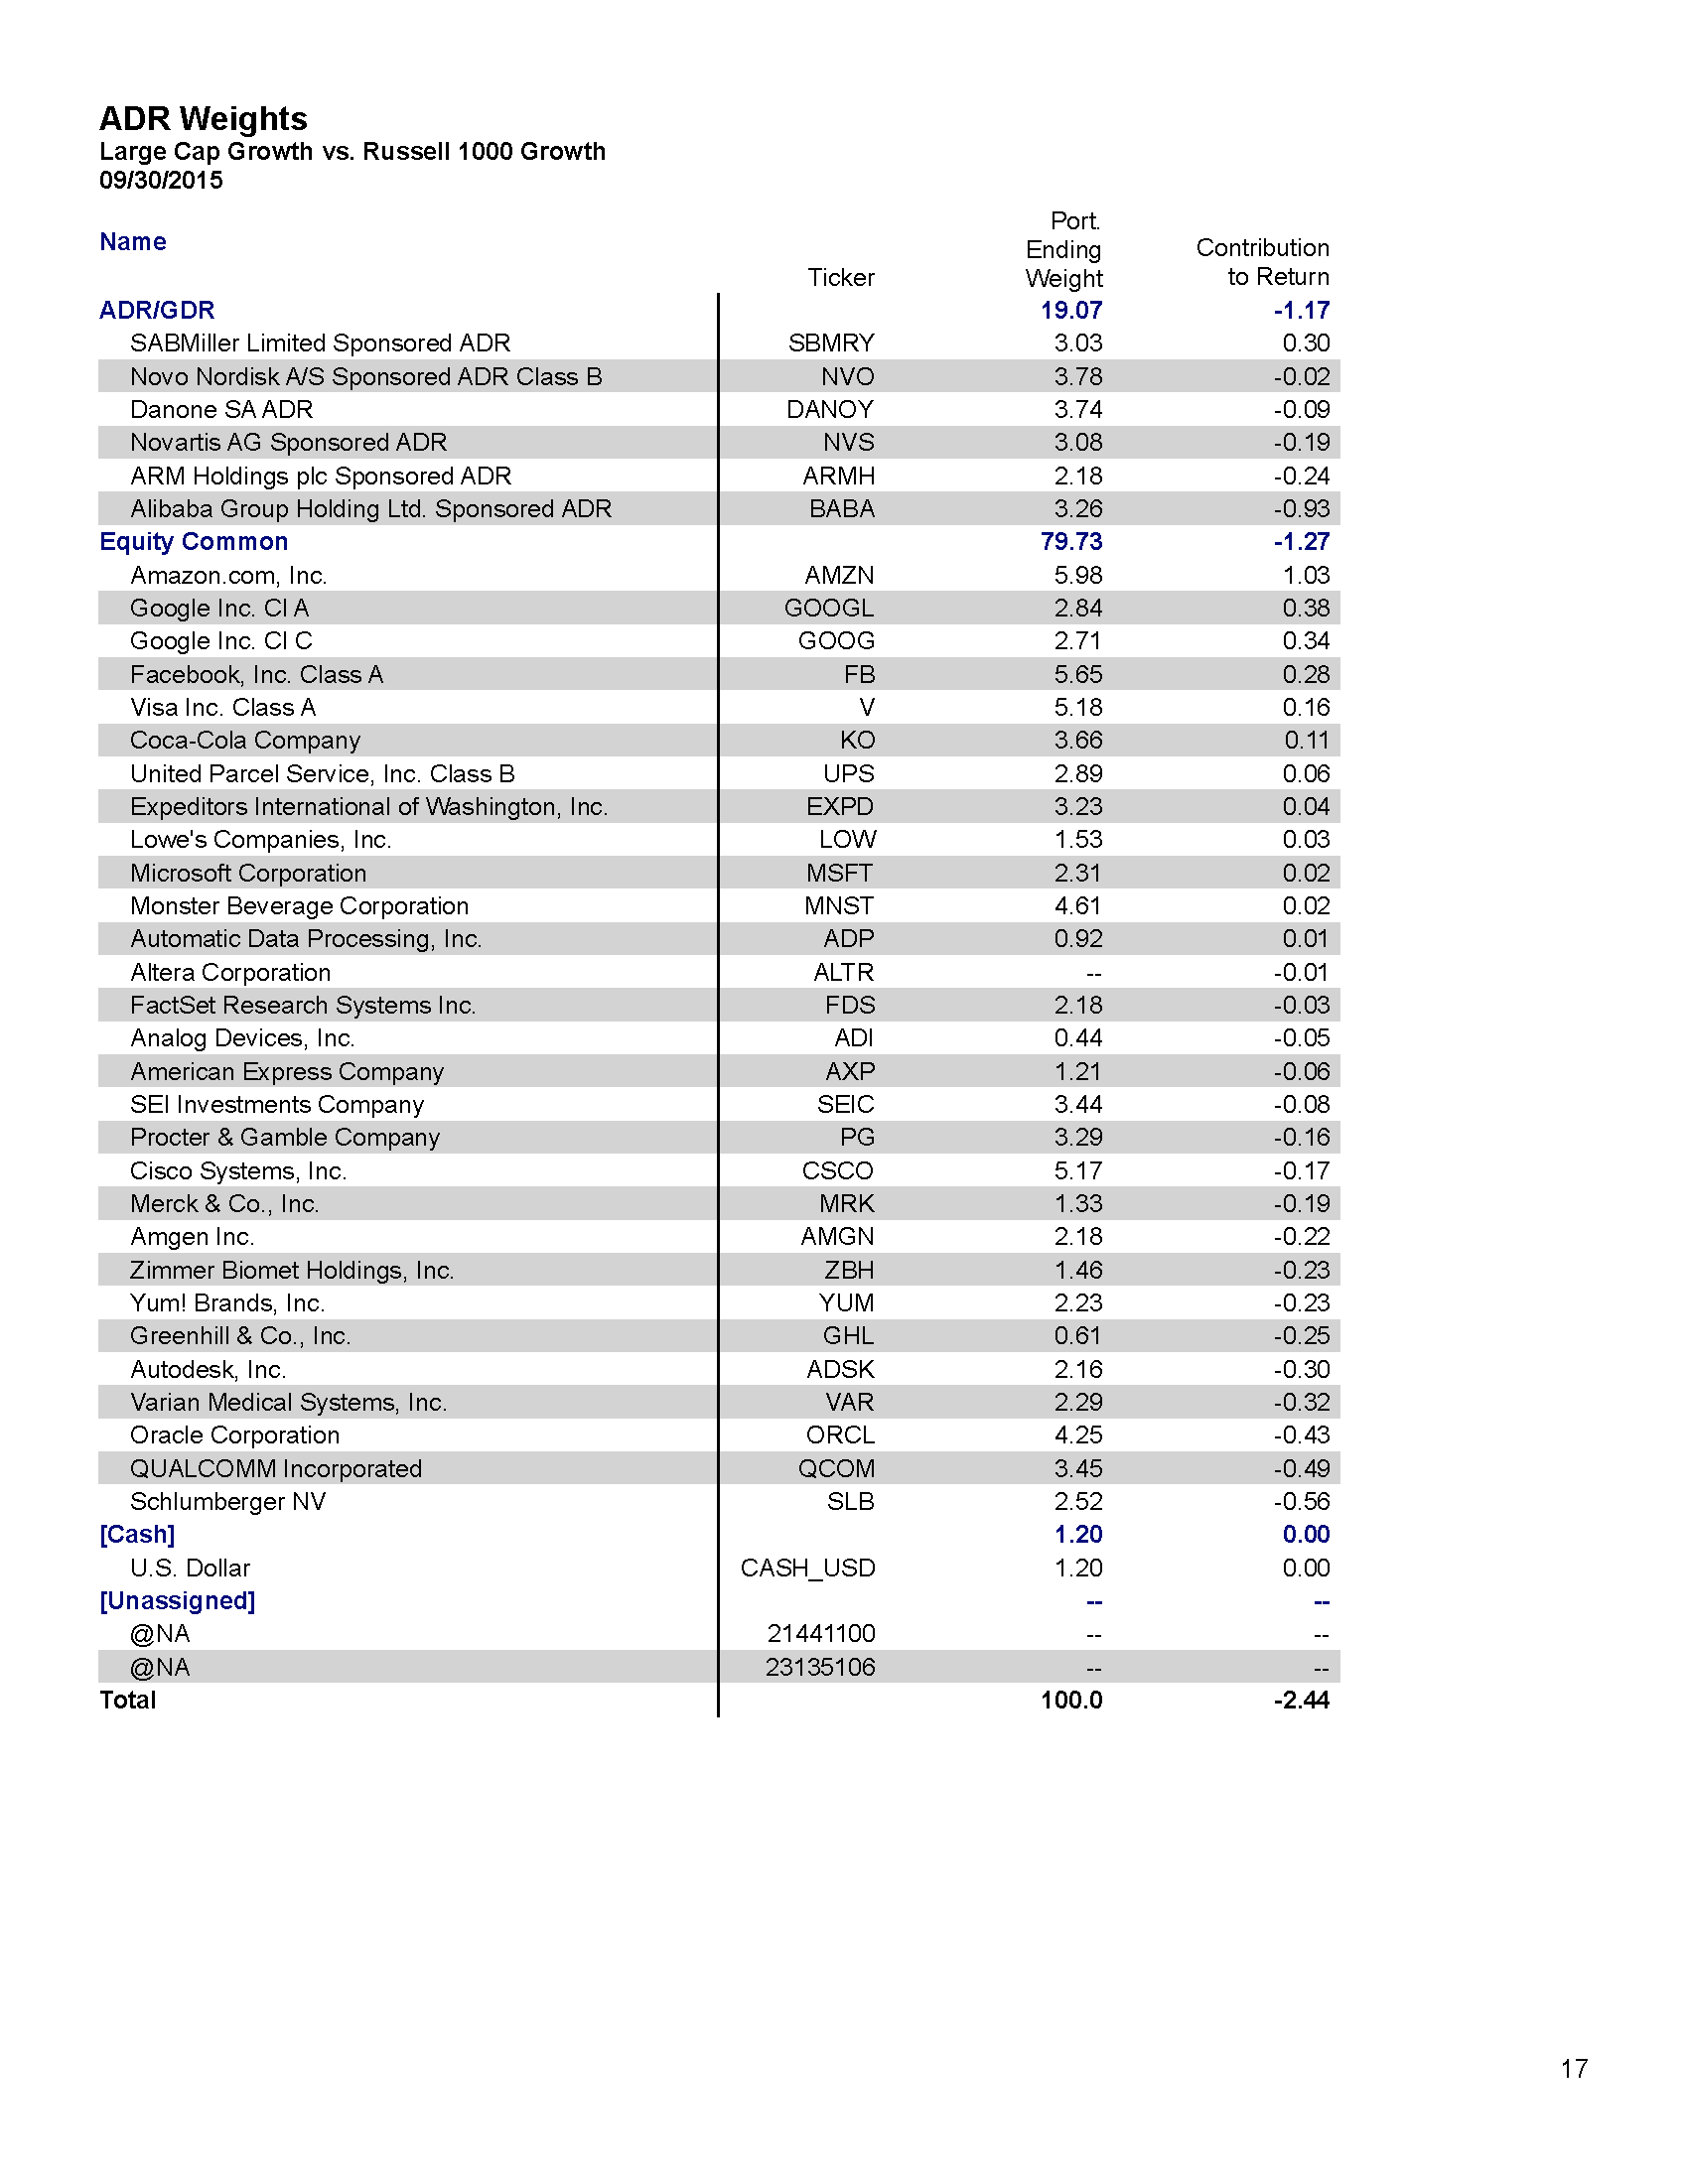 ADR Weights
Large Cap Growth vs. Russell 1000 Growth
09/30/2015
Name Ticker Port. Ending Weight Contribution to Return
ADR/GDR 19.07 -1.17
SABMiller Limited Sponsored ADR SBMRY 3.03 0.30
Novo Nordisk A/S Sponsored ADR Class B NVO 3.78 -0.02
Danone SA ADR DANOY 3.74 -0.09
Novartis AG Sponsored ADR NVS 3.08 -0.19
ARM Holdings plc Sponsored ADR ARMH 2.18 -0.24
Alibaba Group Holding Ltd. Sponsored ADR BABA 3.26 -0.93
Equity Common 79.73 -1.27
Amazon.com, Inc. AMZN 5.98 1.03
Google Inc. Cl A GOOGL 2.84 0.38
Google Inc. Cl C GOOG 2.71 0.34
Facebook, Inc. Class A FB 5.65 0.28
Visa Inc. Class A V 5.18 0.16
Coca-Cola Company KO 3.66 0.11
United Parcel Service, Inc. Class B UPS 2.89 0.06
Expeditors International of Washington, Inc. EXPD 3.23 0.04
Lowe's Companies, Inc. LOW 1.53 0.03
Microsoft Corporation MSFT 2.31 0.02
Monster Beverage Corporation MNST 4.61 0.02
Automatic Data Processing, Inc. ADP 0.92 0.01
Altera Corporation ALTR -- -0.01
FactSet Research Systems Inc. FDS 2.18 -0.03
Analog Devices, Inc. ADI 0.44 -0.05
American Express Company AXP 1.21 -0.06
SEI Investments Company SEIC 3.44 -0.08
Procter & Gamble Company PG 3.29 -0.16
Cisco Systems, Inc. CSCO 5.17 -0.17
Merck & Co., Inc. MRK 1.33 -0.19
Amgen Inc. AMGN 2.18 -0.22
Zimmer Biomet Holdings, Inc. ZBH 1.46 -0.23
Yum! Brands, Inc. YUM 2.23 -0.23
Greenhill & Co., Inc. GHL 0.61 -0.25
Autodesk, Inc. ADSK 2.16 -0.30
Varian Medical Systems, Inc. VAR 2.29 -0.32
Oracle Corporation ORCL 4.25 -0.43
QUALCOMM Incorporated QCOM 3.45 -0.49
Schlumberger NV SLB 2.52 -0.56
[Cash] 1.20 0.00
U.S. Dollar CASH_USD 1.20 0.00
[Unassigned] -- --
@NA 21441100 -- --
@NA 23135106 -- --
Total 100.0 -2.44
17